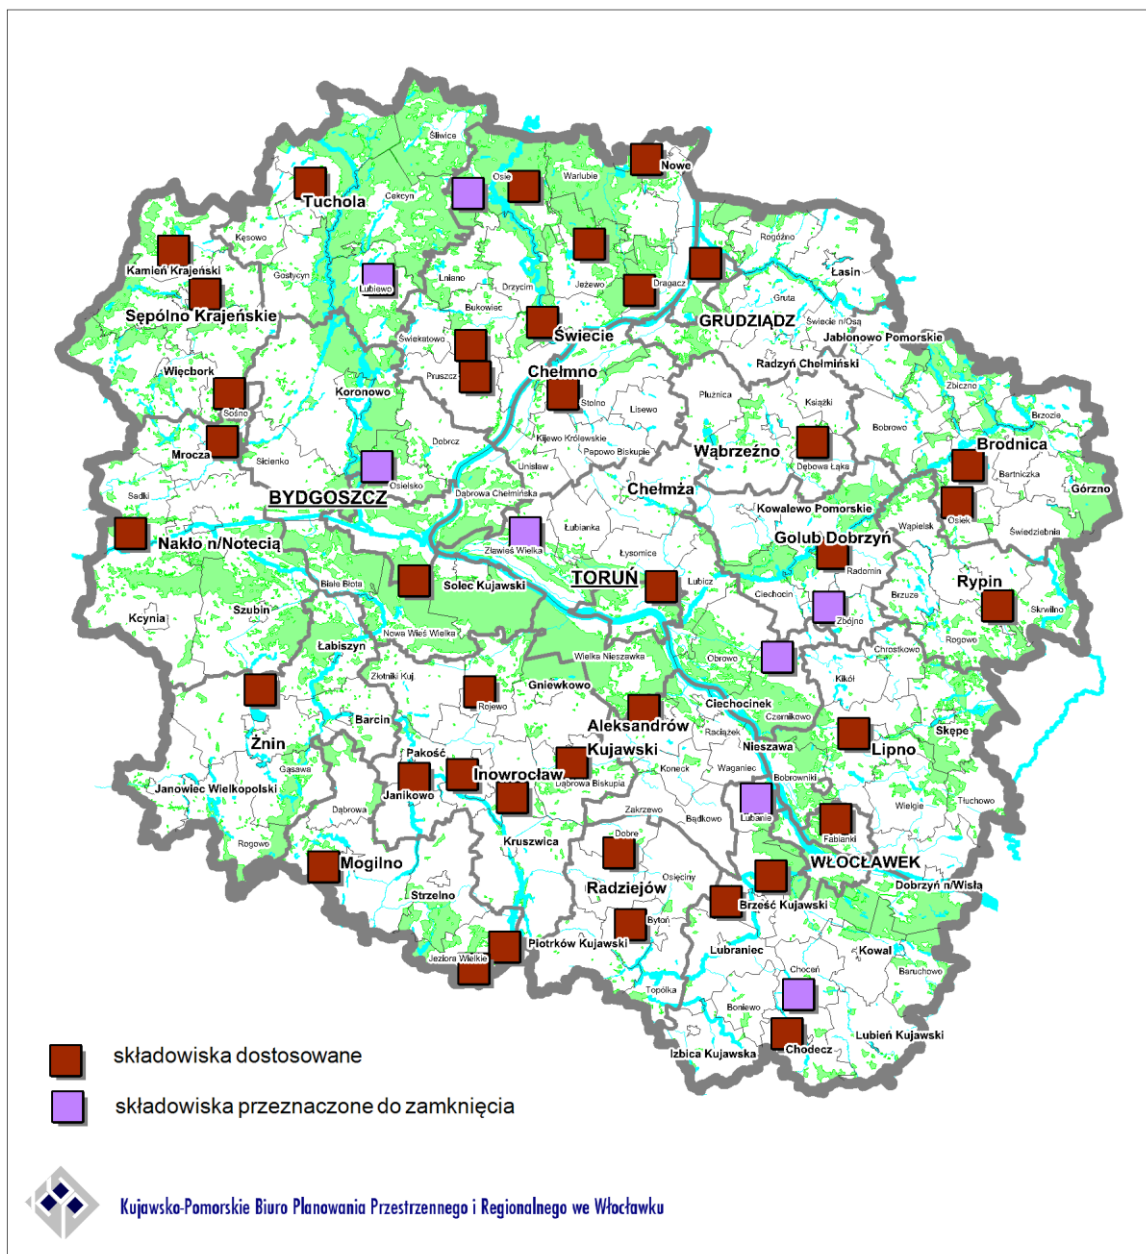 Śliwice
Nowe
Osie
Warlubie
Tuchola
Cekcyn
Kęsowo
Rogóźno
Kamień Krajeński
Łasin
Gostycyn
Lniano
Drzycim
Jeżewo
Dragacz
Lubiewo
Gruta
Bukowiec
Sępólno Krajeńskie
GRUDZIĄDZ
Świecie n/Osą
Świecie
Jabłonowo Pomorskie
Świekatowo
Radzyń Chełmiński
Więcbork
Chełmno
Pruszcz
Zbiczno
Koronowo
Płużnica
Książki
Stolno
Lisewo
Sośno
Brzozie
Bobrowo
Kijewo Królewskie
Dobrcz
Brodnica
Papowo Biskupie
Wąbrzeźno
Mrocza
Sicienko
Unisław
Dębowa Łąka
Bartniczka
Osielsko
Chełmża
Górzno
Sadki
BYDGOSZCZ
Dąbrowa Chełmińska
Kowalewo Pomorskie
Osiek
Łubianka
Wąpielsk
Świedziebnia
Nakło n/Notecią
Zławieś Wielka
Golub Dobrzyń
Łysomice
Radomin
Białe Błota
Solec Kujawski
TORUŃ
Lubicz
Rypin
Ciechocin
Brzuze
Szubin
Skrwilno
Kcynia
Zbójno
Nowa Wieś Wielka
Rogowo
Łabiszyn
Chrostkowo
Wielka Nieszawka
Obrowo
Złotniki Kuj.
Kikół
Gniewkowo
Rojewo
Ciechocinek
Barcin
Czernikowo
Aleksandrów
Kujawski
Raciążek
Skępe
Żnin
Nieszawa
Lipno
Pakość
Gąsawa
Koneck
Waganiec
Inowrocław
Bobrowniki
Janowiec Wielkopolski
Janikowo
Dąbrowa Biskupia
Tłuchowo
Dąbrowa
Zakrzewo
Wielgie
Bądkowo
Lubanie
Dobre
Fabianki
Rogowo
Kruszwica
Mogilno
WŁOCŁAWEK
Osięciny
Radziejów
Dobrzyń n/Wisłą
Strzelno
Brześć Kujawski
Bytoń
Piotrków Kujawski
Lubraniec
Kowal
Jeziora Wielkie
Choceń
Baruchowo
Topólka
Boniewo
Lubień Kujawski
Izbica Kujawska
Chodecz
składowiska dostosowane
składowiska przeznaczone do zamknięcia
Kujawsko-Pomorskie Biuro Planowania Przestrzennego i Regionalnego we Włocławku